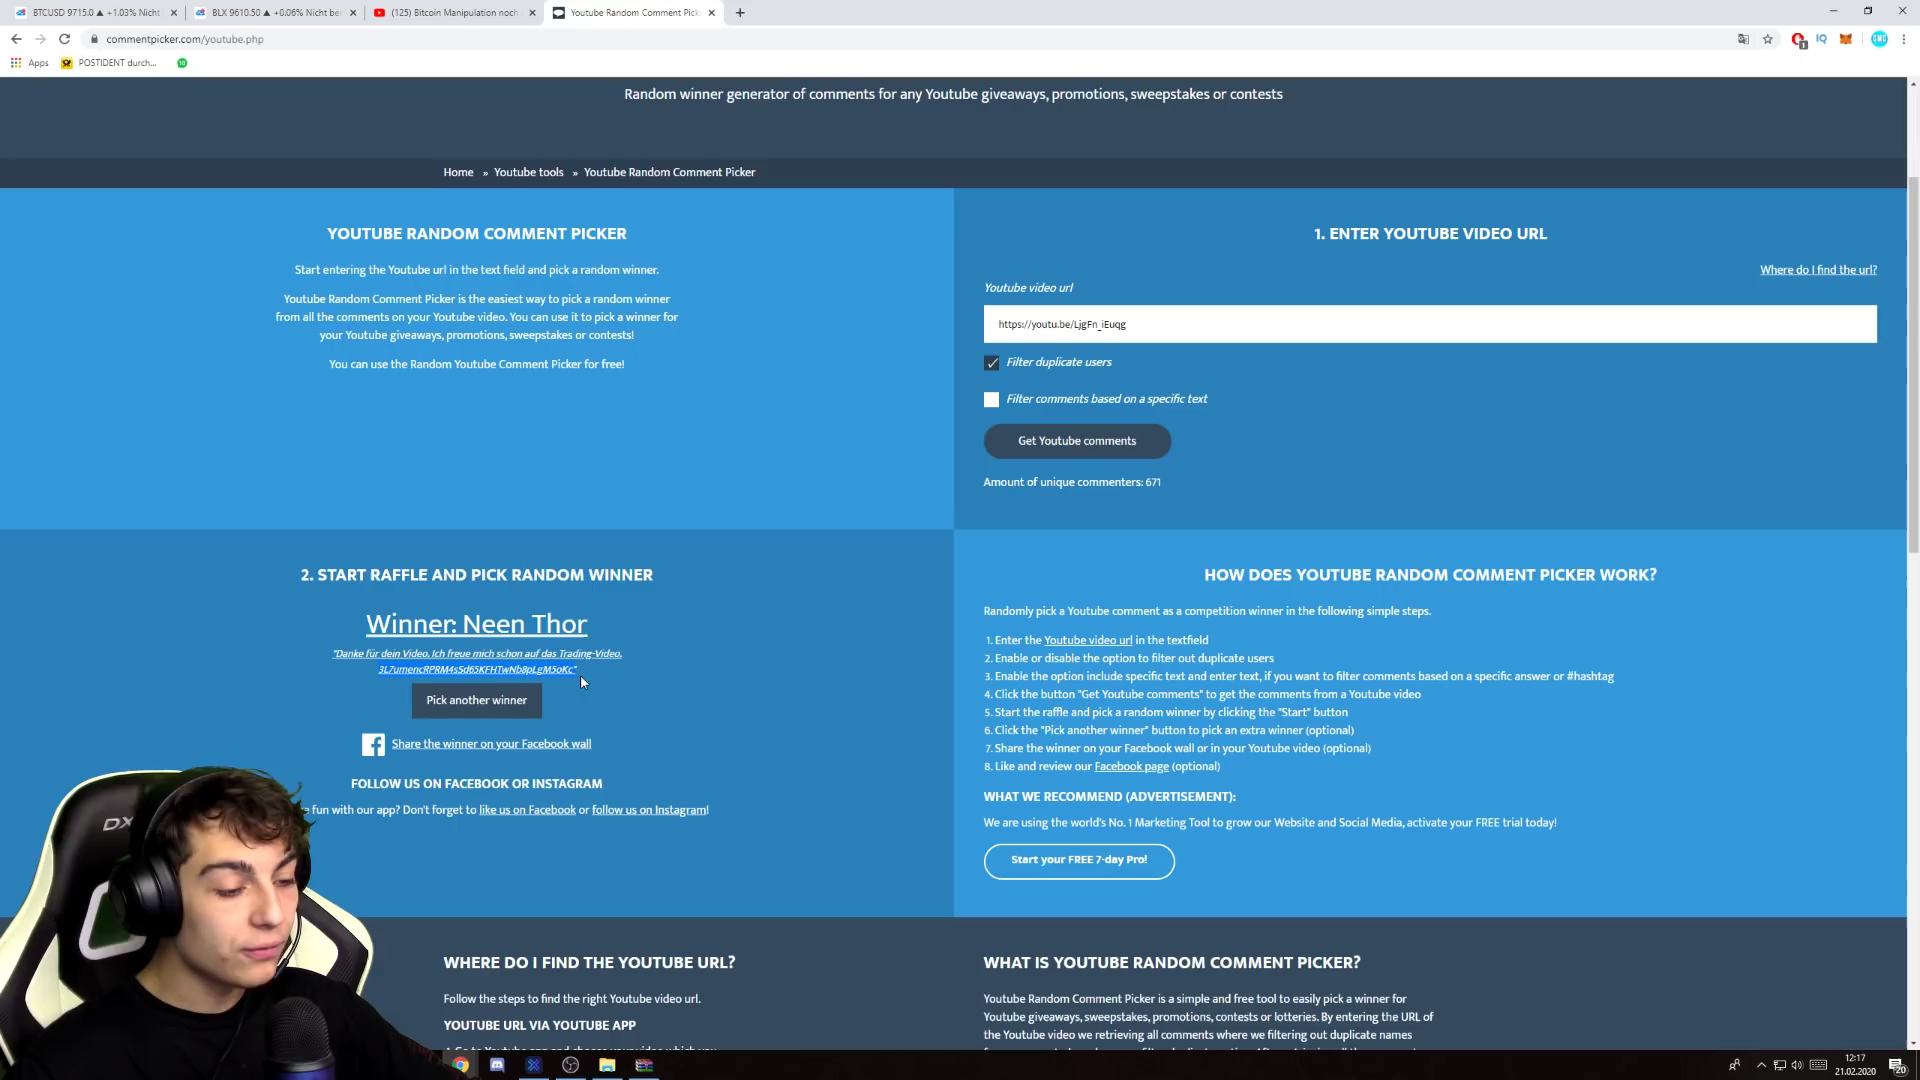 BTCUSD 9715.0 ▲ +1.03% Nicht
BLX 9610.50 ▲ +0.06% Nicht be
(125) Bitcoin Manipulation noch
Youtube Random Comment Pick
commentpicker.com/youtube.php
Apps
POSTIDENT durch...
Random winner generator of comments for any Youtube giveaways, promotions, sweepstakes or contests
Home » Youtube tools » Youtube Random Comment Picker
YOUTUBE RANDOM COMMENT PICKER
Start entering the Youtube url in the text field and pick a random winner.
Youtube Random Comment Picker is the easiest way to pick a random winner
from all the comments on your Youtube video. You can use it to pick a winner for
your Youtube giveaways, promotions, sweepstakes or contests!
You can use the Random Youtube Comment Picker for free!
1. ENTER YOUTUBE VIDEO URL
Where do I find the url?
Youtube video url
https://youtu.be/LjgFn_iEuqg
Filter duplicate users
Filter comments based on a specific text
Get Youtube comments
Amount of unique commenters: 671
2. START RAFFLE AND PICK RANDOM WINNER
Winner: Neen Thor
"Danke für dein Video. Ich freue mich schon auf das Trading-Video.
3L7umencRPRM4sSd65KFHTwNb8pLgM5oKc"
Pick another winner
Share the winner on your Facebook wall
FOLLOW US ON FACEBOOK OR INSTAGRAM
fun with our app? Don't forget to like us on Facebook or follow us on Instagram!
HOW DOES YOUTUBE RANDOM COMMENT PICKER WORK?
Randomly pick a Youtube comment as a competition winner in the following simple steps.
1. Enter the Youtube video url in the textfield
2. Enable or disable the option to filter out duplicate users
3. Enable the option include specific text and enter text, if you want to filter comments based on a specific answer or #hashtag
4. Click the button "Get Youtube comments" to get the comments from a Youtube video
5. Start the raffle and pick a random winner by clicking the "Start" button
6. Click the "Pick another winner" button to pick an extra winner (optional)
7. Share the winner on your Facebook wall or in your Youtube video (optional)
8. Like and review our Facebook page (optional)
WHAT WE RECOMMEND (ADVERTISEMENT):
We are using the world's No. 1 Marketing Tool to grow our Website and Social Media, activate your FREE trial today!
Start your FREE 7-day Pro!
WHERE DO I FIND THE YOUTUBE URL?
Follow the steps to find the right Youtube video url.
YOUTUBE URL VIA YOUTUBE APP
WHAT IS YOUTUBE RANDOM COMMENT PICKER?
Youtube Random Comment Picker is a simple and free tool to easily pick a winner for
Youtube giveaways, sweepstakes, promotions, contests or lotteries. By entering the URL of
the Youtube video we retrieving all comments where we filtering out duplicate names
DX
12:17
21.02.2020
20